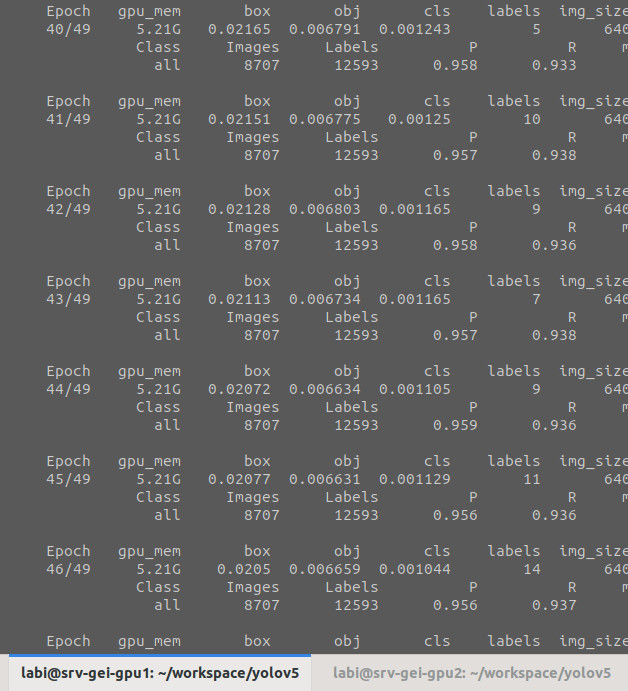 Epoch gpu_mem box obj cls labels img_size
40/49 5.21G 0.02165 0.006791 0.001243 5 640
Class Images Labels P R m
all 8707 12593 0.958 0.933
Epoch gpu_mem box obj cls labels img_size
41/49 5.21G 0.02151 0.006775 0.00125 10 640
Class Images Labels P R m
all 8707 12593 0.957 0.938
Epoch gpu_mem box obj cls labels img_size
42/49 5.21G 0.02128 0.006803 0.001165 9 640
Class Images Labels P R m
all 8707 12593 0.958 0.936
Epoch gpu_mem box obj cls labels img_size
43/49 5.21G 0.02113 0.006734 0.001165 7 640
Class Images Labels P R m
all 8707 12593 0.957 0.938
Epoch gpu_mem box obj cls labels img_size
44/49 5.21G 0.02072 0.006634 0.001105 9 640
Class Images Labels P R m
all 8707 12593 0.959 0.936
Epoch gpu_mem box obj cls labels img_size
45/49 5.21G 0.02077 0.006631 0.001129 11 640
Class Images Labels P R m
all 8707 12593 0.956 0.936
Epoch gpu_mem box obj cls labels img_size
46/49 5.21G 0.0205 0.006659 0.001044 14 640
Class Images Labels P R m
all 8707 12593 0.956 0.937
Epoch gpu_mem box obj cls labels img_size
labi@srv-gei-gpu1: ~/workspace/yolov5 labi@srv-gei-gpu2: ~/workspace/yolov5